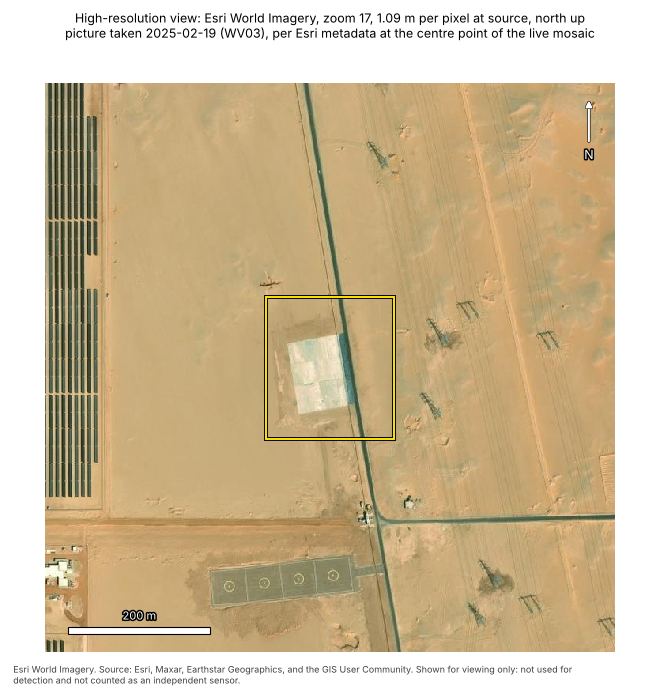 High-resolution view: Esri World Imagery, zoom 17, 1.09 m per pixel at source, north up
picture taken 2025-02-19 (WV03), per Esri metadata at the centre point of the live mosaic
N
200 m
Esri World Imagery. Source: Esri, Maxar, Earthstar Geographics, and the GIS User Community. Shown for viewing only: not used for
detection and not counted as an independent sensor.